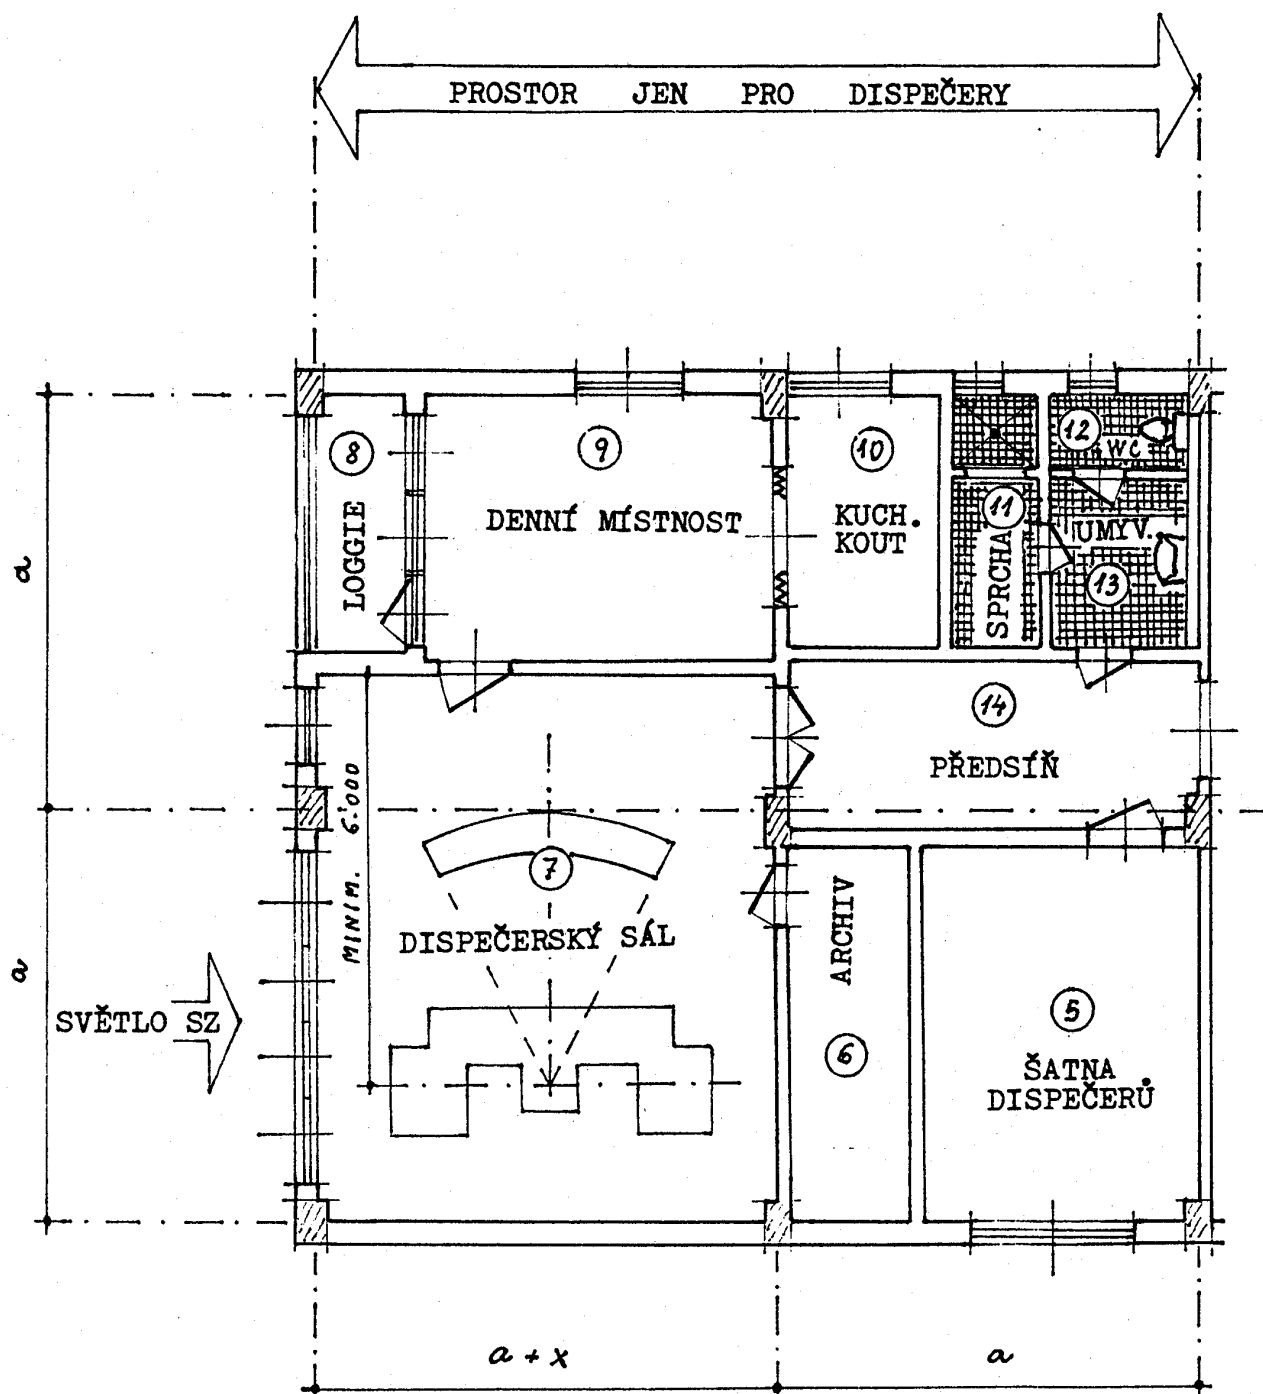 PROSTOR JEN PRO DISPEČERY
8
LOGGIE
9
DENNÍ MÍSTNOST
10
KUCH.
KOUT
11
SPRCHA
12
WC
UMYV.
13
14
PŘEDSÍŇ
a
a
MINIM. 6.000
7
DISPEČERSKÝ SÁL
SVĚTLO SZ
ARCHIV
6
5
ŠATNA
DISPEČERŮ
a + x
a